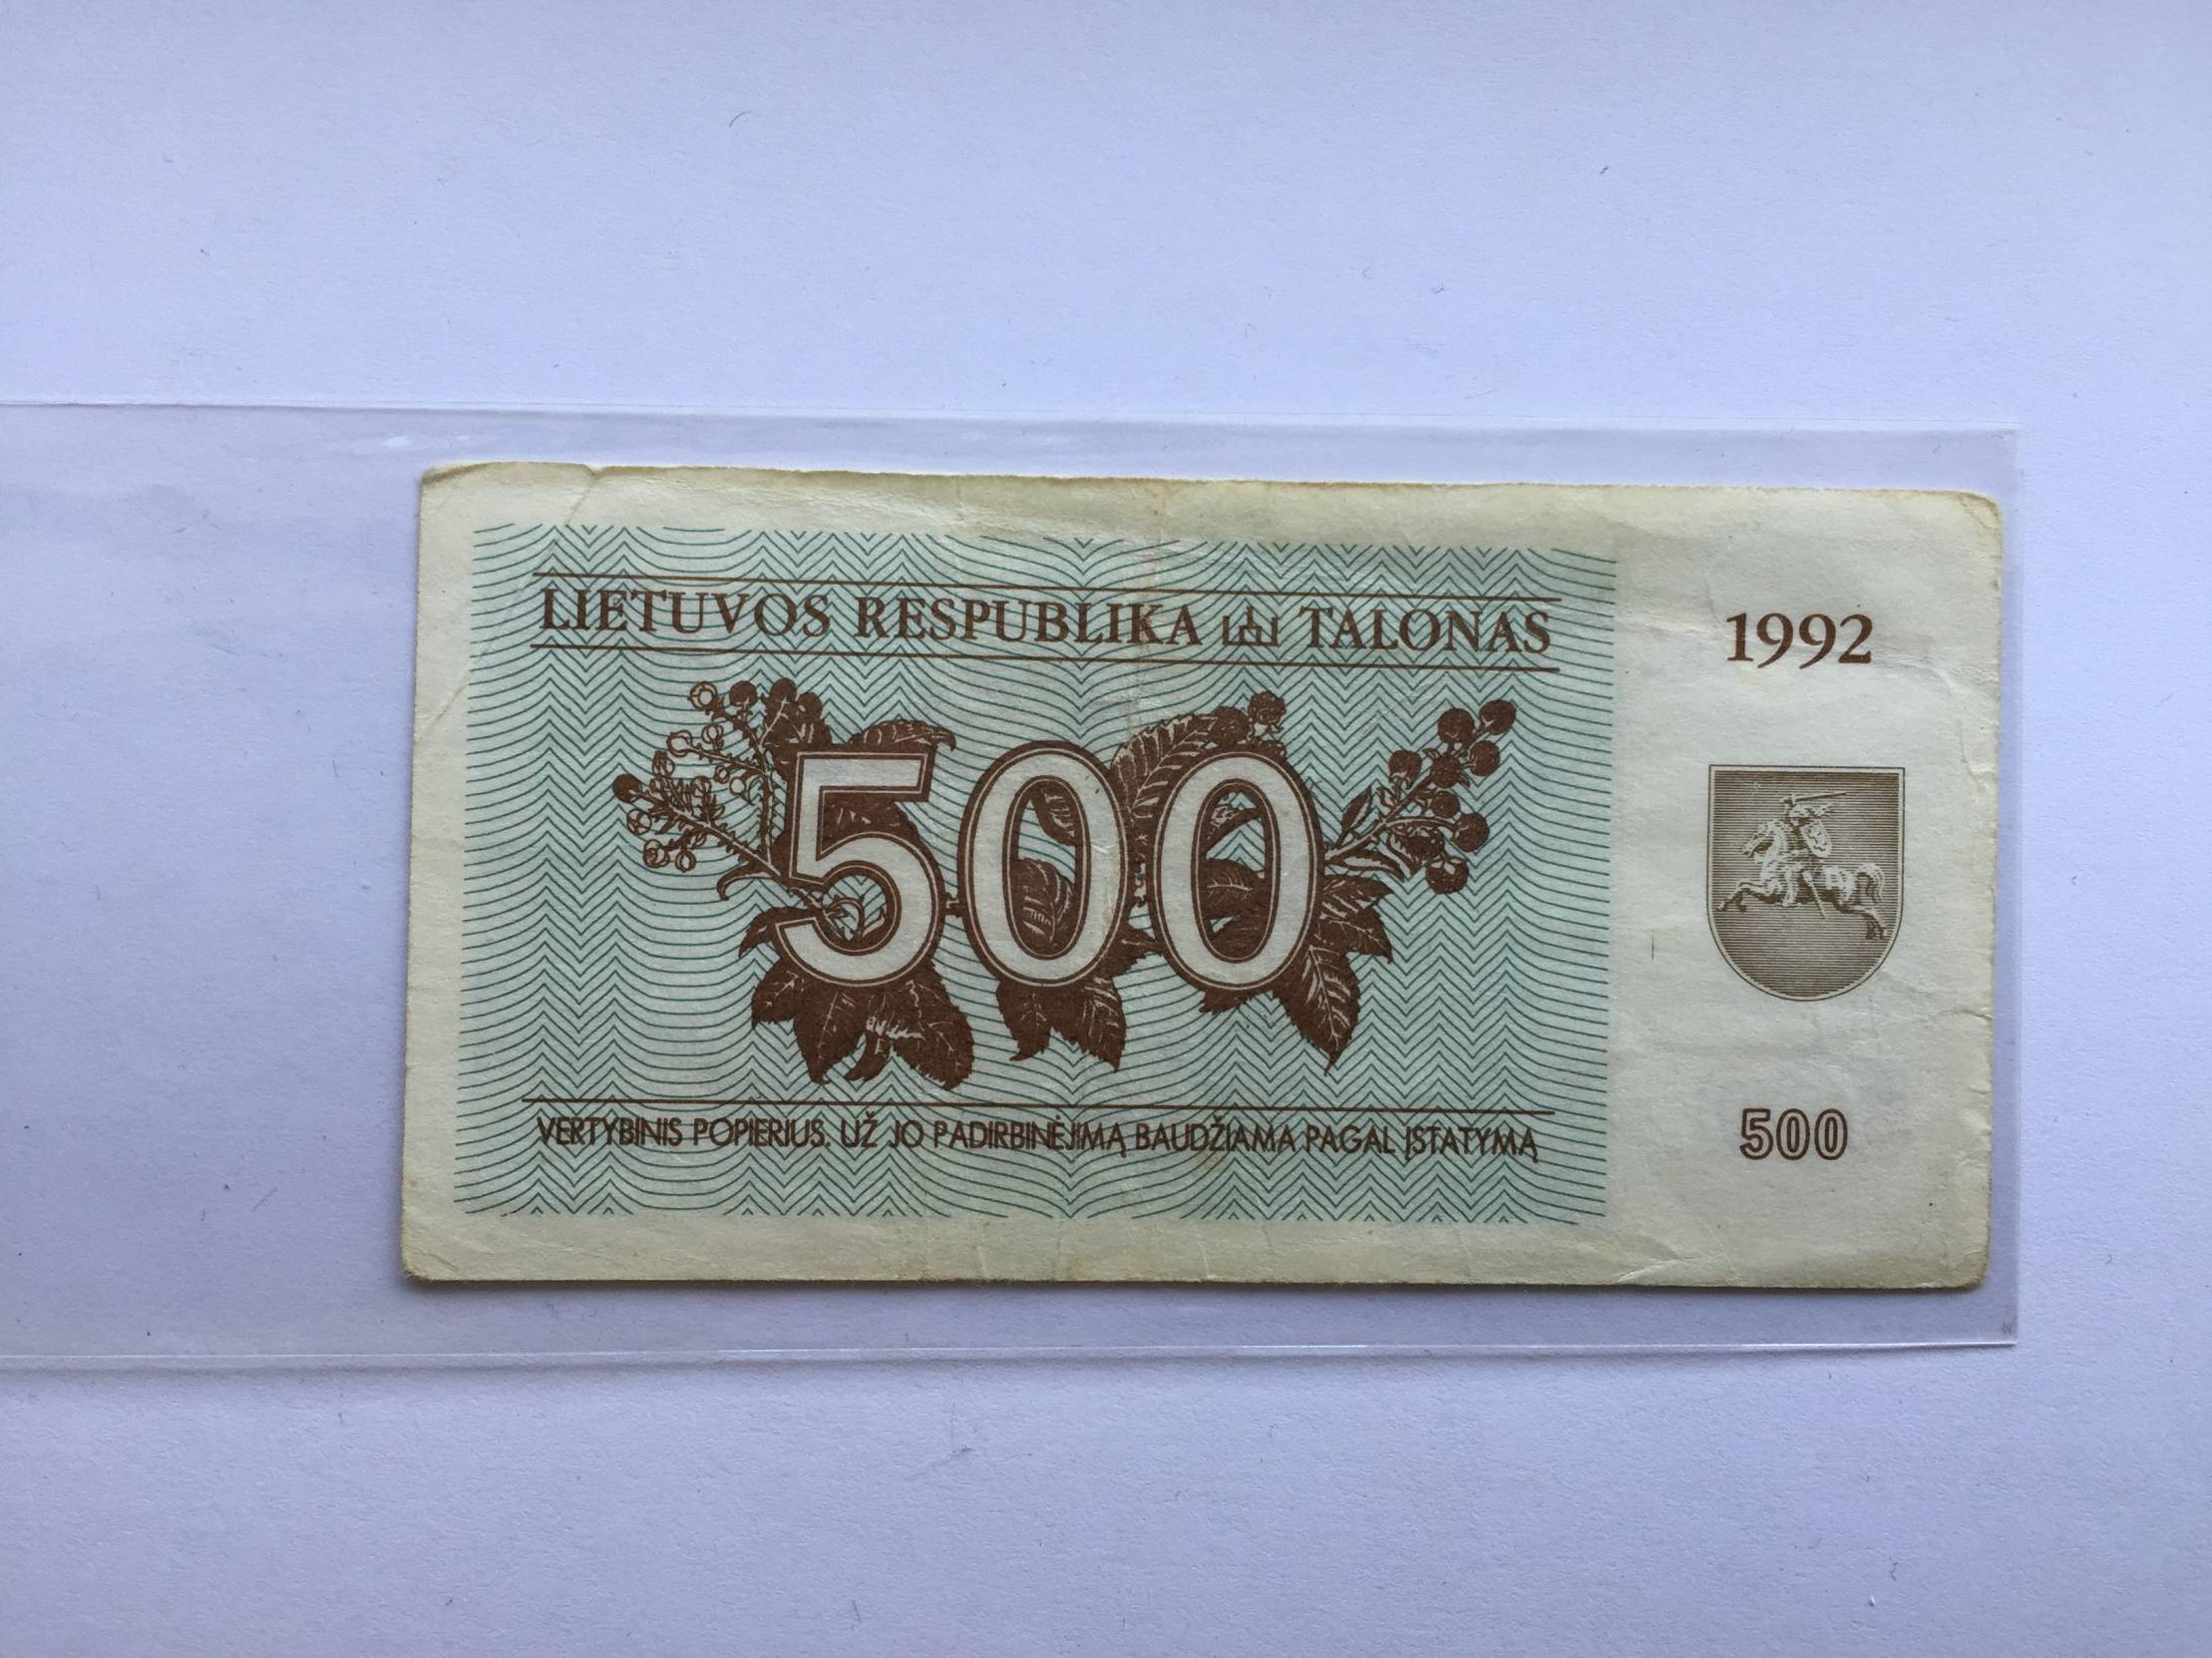 LIETUVOS RESPUBLIKA TALONAS
1992
500
VERTYBINIS POPIERIUS. UŽ JO PADIRBINĖJIMĄ BAUDŽIAMA PAGAL ĮSTATYMĄ
500